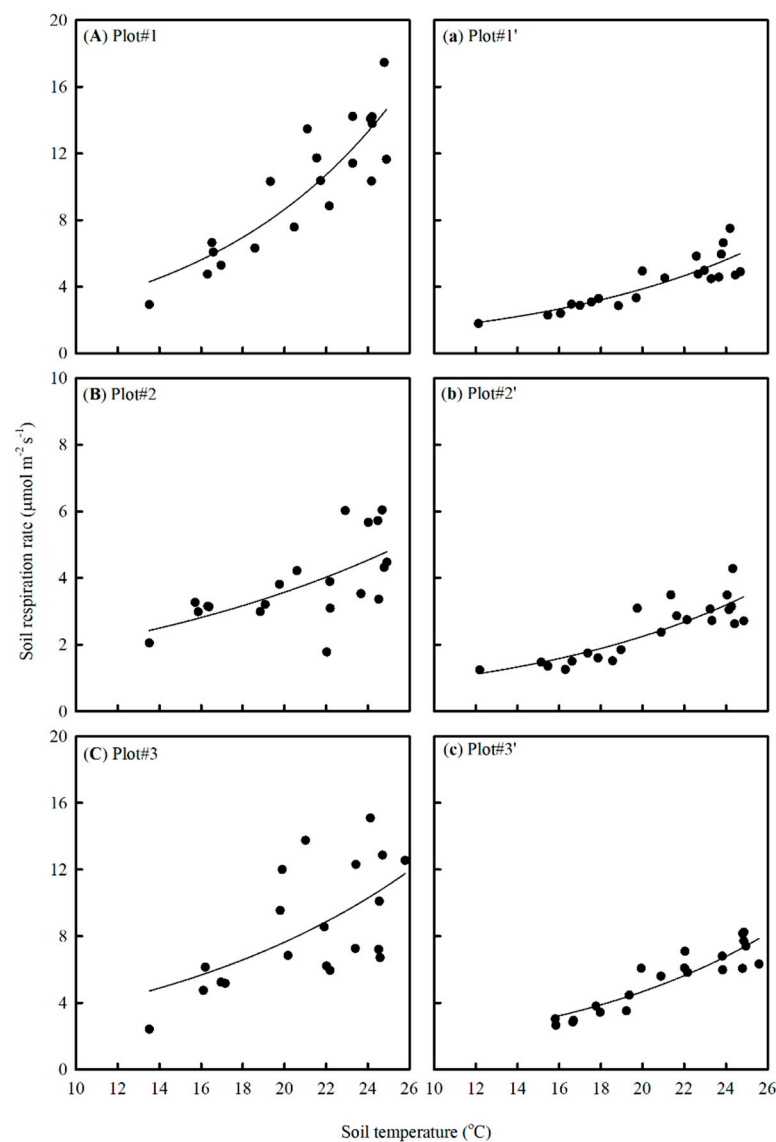 (A) Plot#1
(a) Plot#1'
20
16
12
8
4
0
(B) Plot#2
(b) Plot#2'
10
8
6
4
2
0
(C) Plot#3
(c) Plot#3'
20
16
12
8
4
0
10 12 14 16 18 20 22 24 26
10 12 14 16 18 20 22 24 26
Soil respiration rate (μmol m⁻² s⁻¹)
Soil temperature (°C)